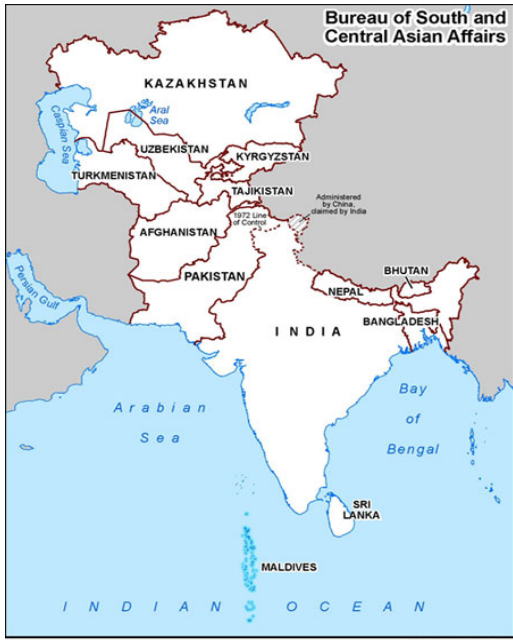 Bureau of South and
Central Asian Affairs
KAZAKHSTAN
Aral
Sea
Caspian Sea
UZBEKISTAN
KYRGYZSTAN
TURKMENISTAN
TAJIKISTAN
Administered
by China,
claimed by India
1972 Line
of Control
AFGHANISTAN
PAKISTAN
BHUTAN
Persian Gulf
NEPAL
BANGLADESH
INDIA
Arabian
Sea
Bay
of
Bengal
SRI
LANKA
MALDIVES
INDIAN OCEAN